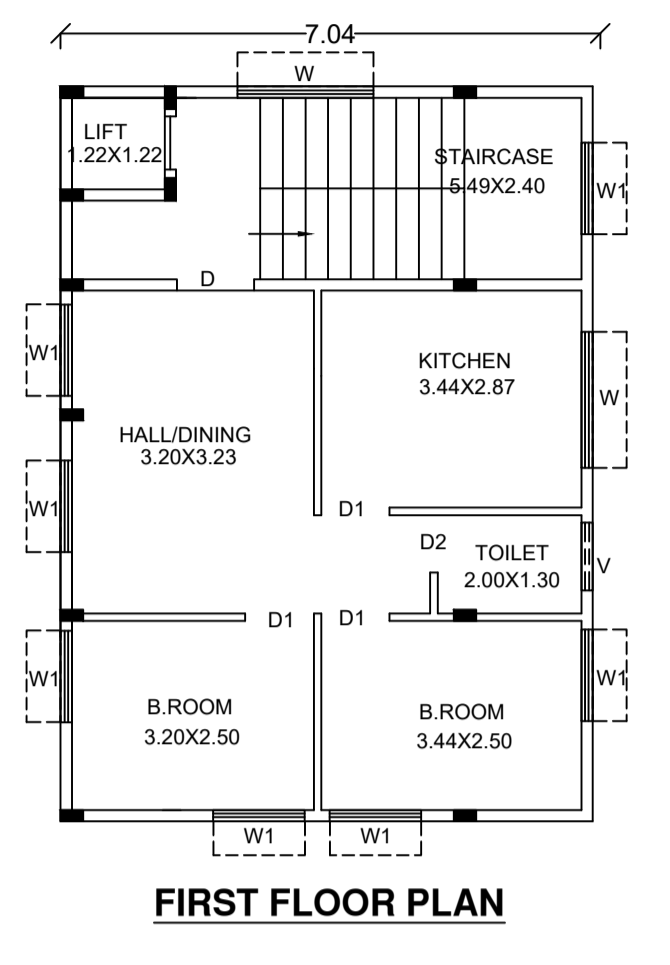 7.04
W
LIFT
1.22X1.22
STAIRCASE
5.49X2.40
W1
D
W1
KITCHEN
3.44X2.87
W
HALL/DINING
3.20X3.23
W1
D1
D2
TOILET
2.00X1.30
V
D1
D1
W1
B.ROOM
3.20X2.50
B.ROOM
3.44X2.50
W1
W1
W1
FIRST FLOOR PLAN